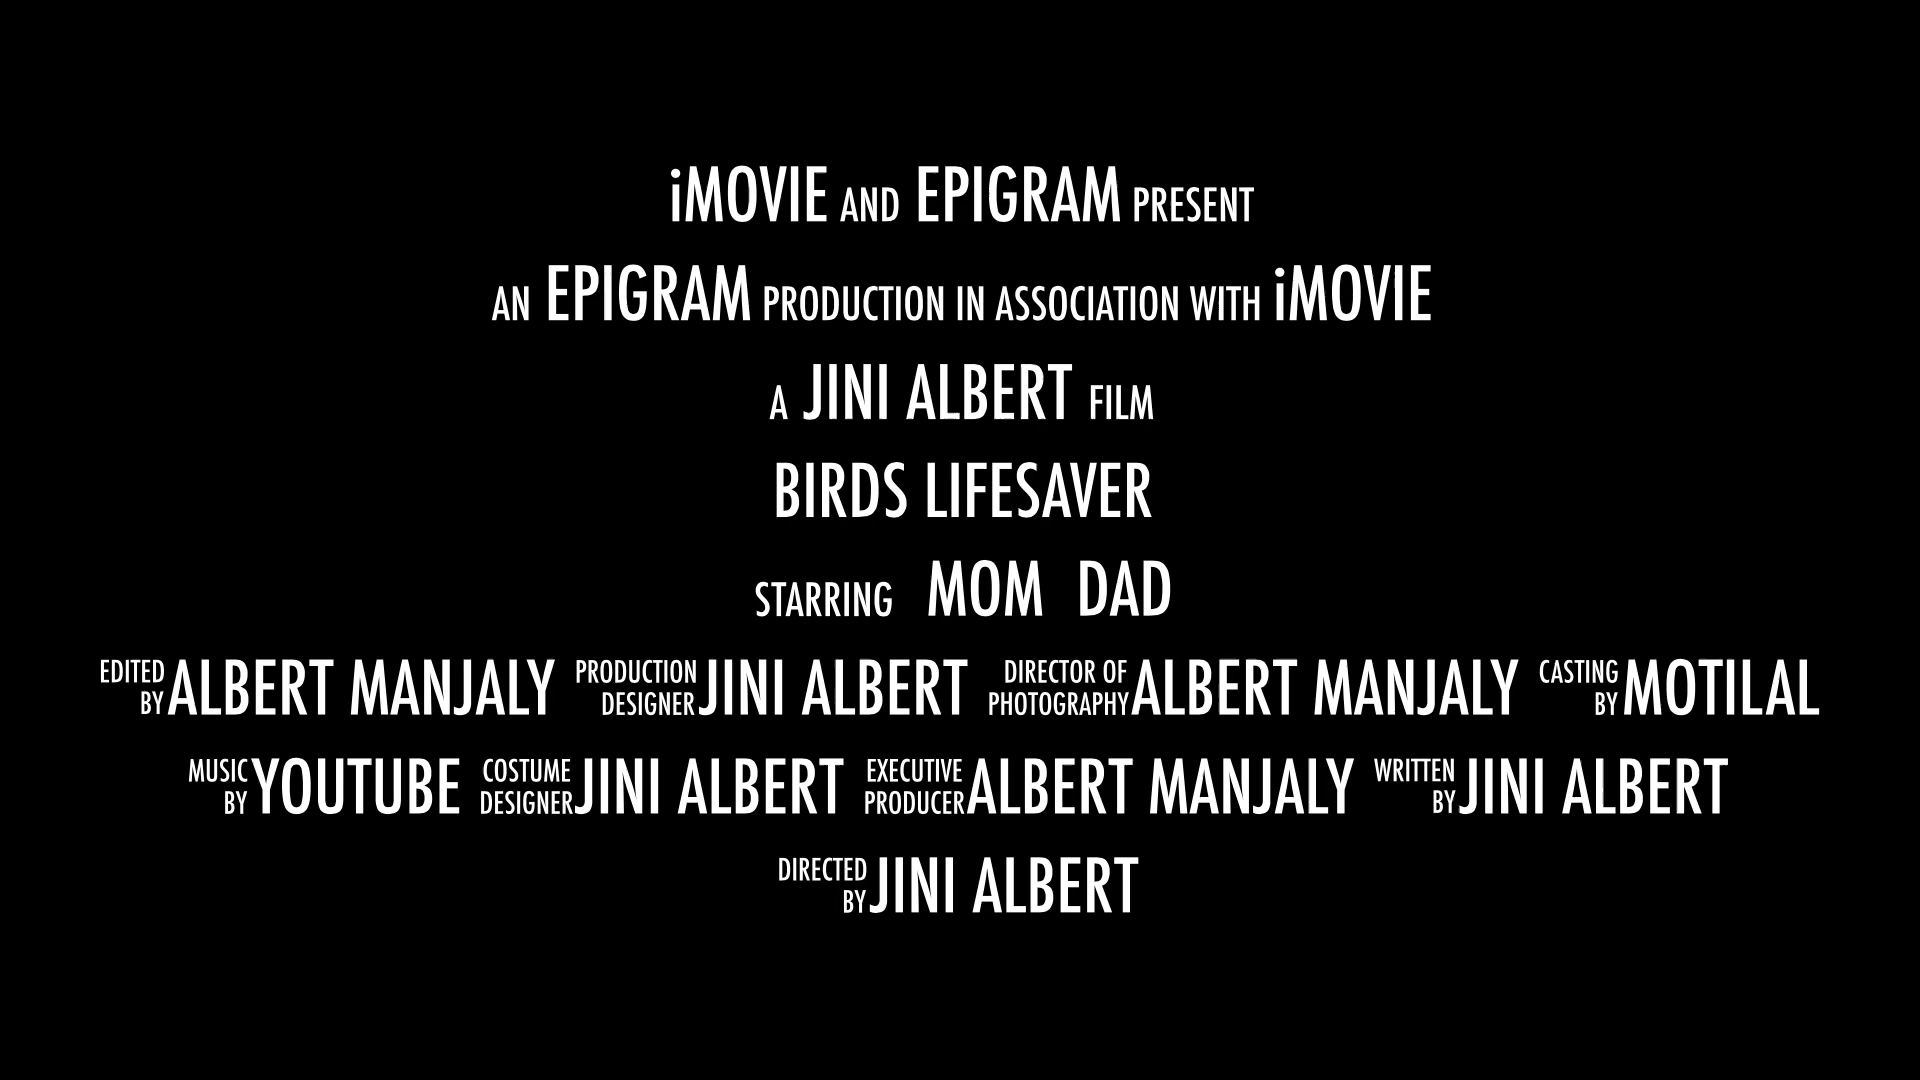 iMOVIE AND EPIGRAM PRESENT
AN EPIGRAM PRODUCTION IN ASSOCIATION WITH iMOVIE
A JINI ALBERT FILM
BIRDS LIFESAVER
STARRING MOM DAD
EDITED BY ALBERT MANJALY PRODUCTION DESIGNER JINI ALBERT DIRECTOR OF PHOTOGRAPHY ALBERT MANJALY CASTING BY MOTILAL
MUSIC BY YOUTUBE COSTUME DESIGNER JINI ALBERT EXECUTIVE PRODUCER ALBERT MANJALY WRITTEN BY JINI ALBERT
DIRECTED BY JINI ALBERT